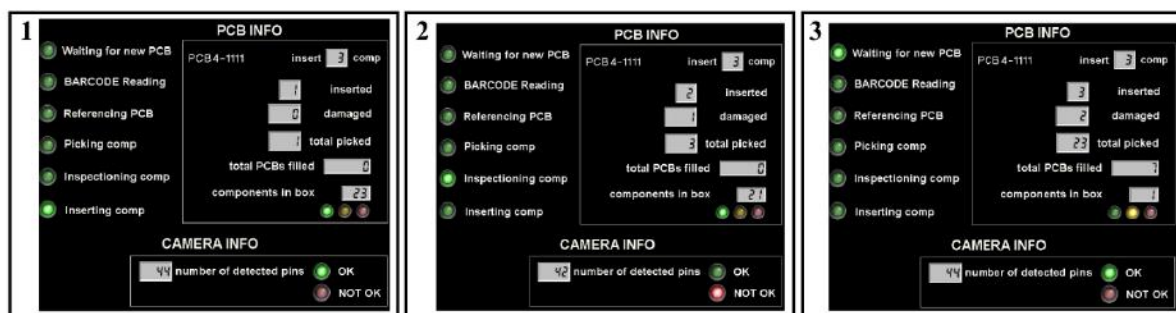 1
PCB INFO
Waiting for new PCB
PCB 4-1111 insert 3 comp
BARCODE Reading
1 inserted
Referencing PCB
0 damaged
Picking comp
1 total picked
total PCBs filled 0
Inspectioning comp
components in box 23
Inserting comp
CAMERA INFO
44 number of detected pins OK
NOT OK
2
PCB INFO
Waiting for new PCB
PCB 4-1111 insert 3 comp
BARCODE Reading
2 inserted
Referencing PCB
1 damaged
Picking comp
3 total picked
total PCBs filled 0
Inspectioning comp
components in box 21
Inserting comp
CAMERA INFO
42 number of detected pins OK
NOT OK
3
PCB INFO
Waiting for new PCB
PCB 4-1111 insert 3 comp
BARCODE Reading
3 inserted
Referencing PCB
2 damaged
Picking comp
23 total picked
total PCBs filled 7
Inspectioning comp
components in box 1
Inserting comp
CAMERA INFO
44 number of detected pins OK
NOT OK